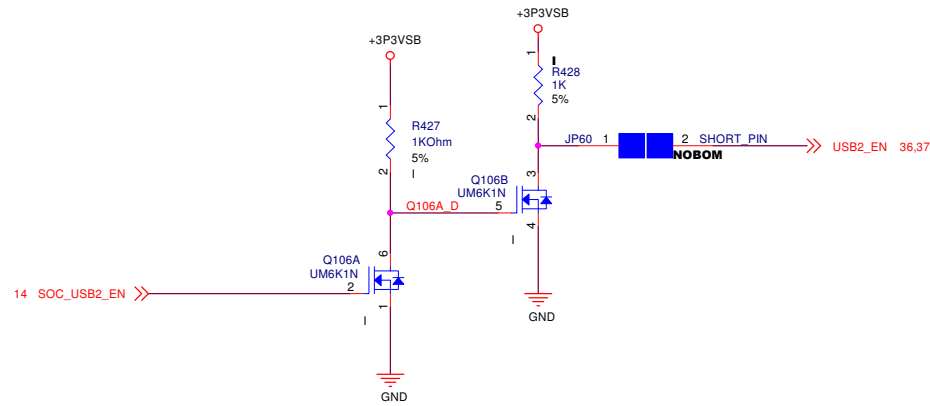 +3P3VSB
+3P3VSB
1
I
R428
1K
5%
2
1
R427
1KOhm
5%
I
2
JP60
1
2
SHORT_PIN
NOBOM
USB2_EN 36,37
3
Q106B
UM6K1N
5
Q106A_D
4
I
6
Q106A
UM6K1N
2
14 SOC_USB2_EN
1
I
GND
GND